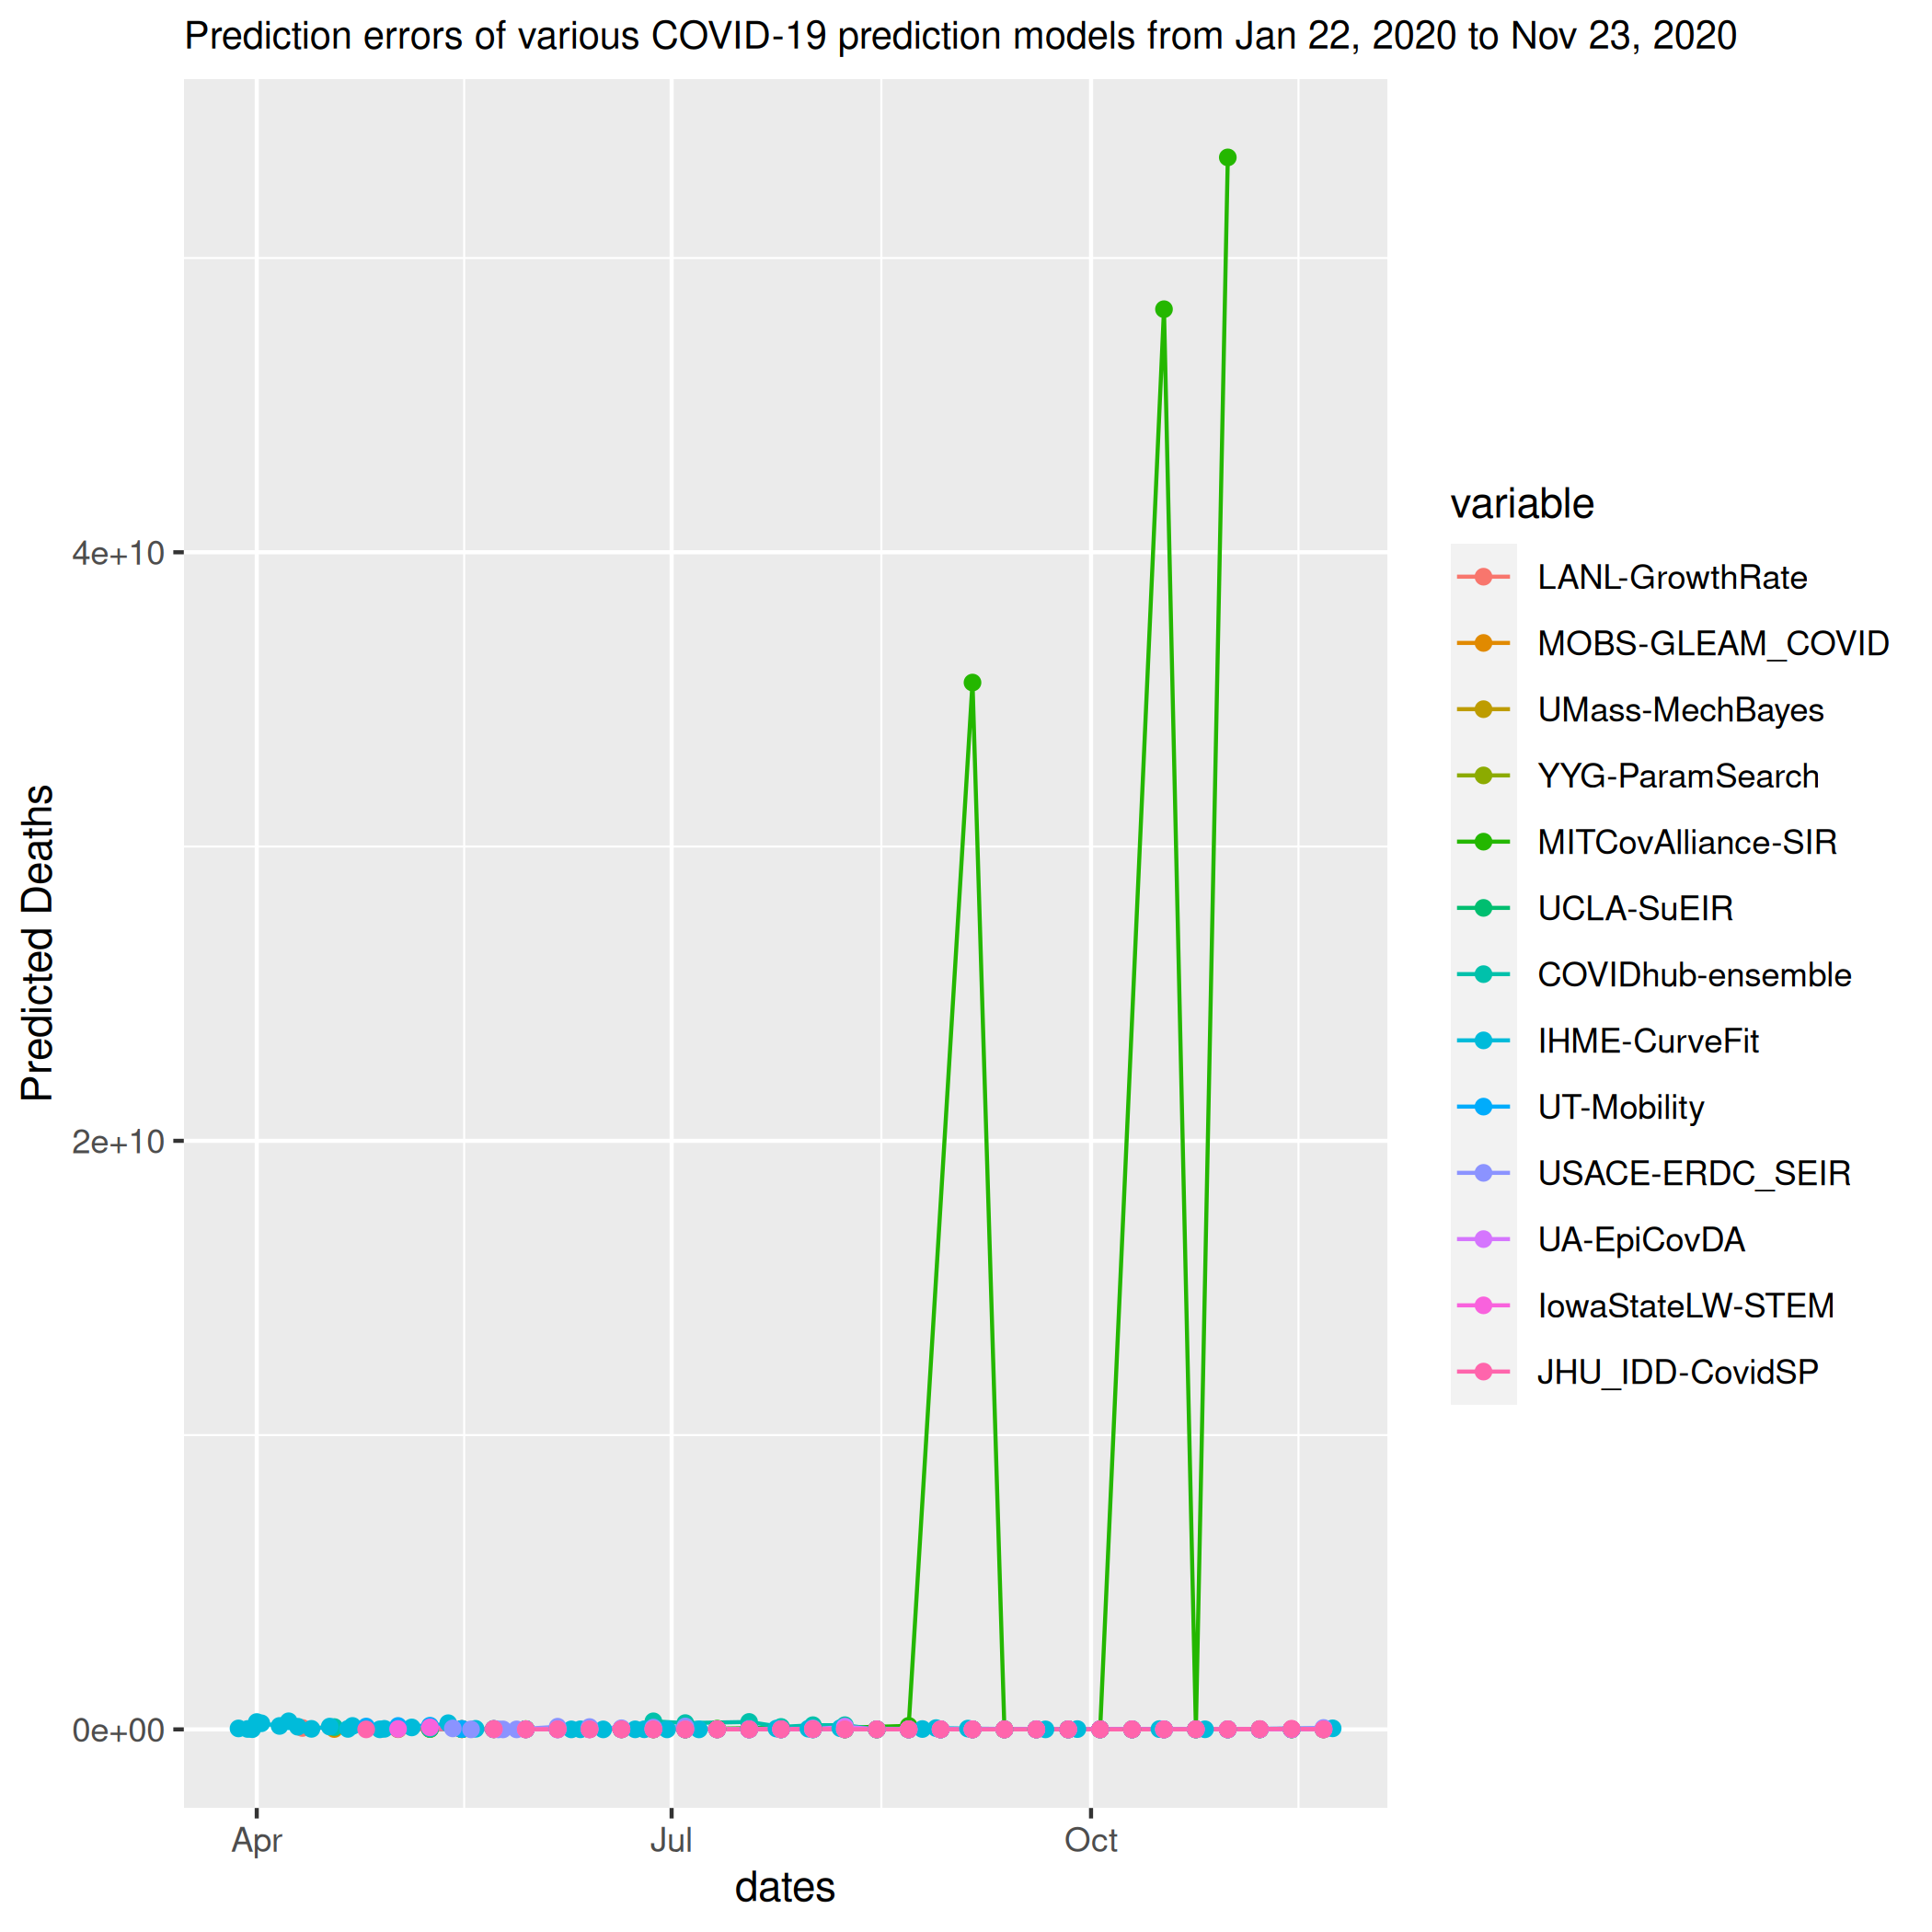 Prediction errors of various COVID-19 prediction models from Jan 22, 2020 to Nov 23, 2020
Predicted Deaths
4e+10
2e+10
0e+00
Apr
Jul
Oct
dates
variable
LANL-GrowthRate
MOBS-GLEAM_COVID
UMass-MechBayes
YYG-ParamSearch
MITCovAlliance-SIR
UCLA-SuEIR
COVIDhub-ensemble
IHME-CurveFit
UT-Mobility
USACE-ERDC_SEIR
UA-EpiCovDA
IowaStateLW-STEM
JHU_IDD-CovidSP